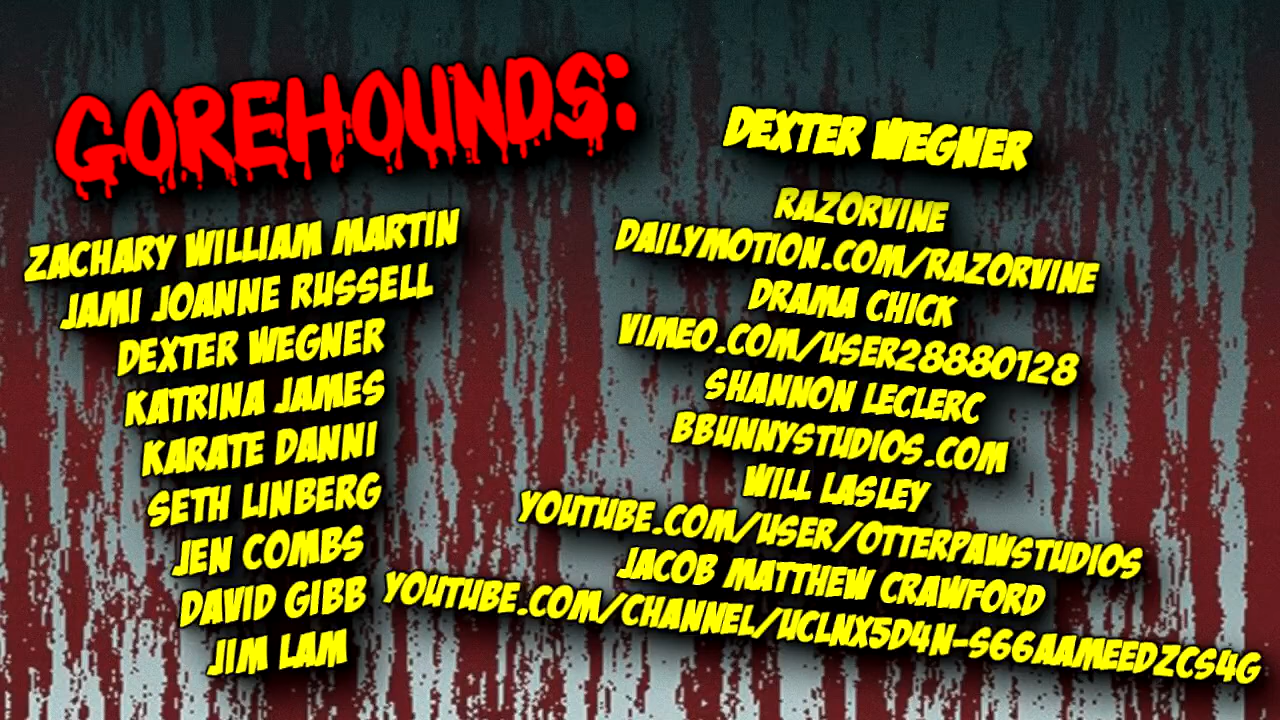 GOREHOUNDS:
ZACHARY WILLIAM MARTIN
JAMI JOANNE RUSSELL
DEXTER WEGNER
KATRINA JAMES
KARATE DANNI
SETH LINBERG
JEN COMBS
DAVID GIBB
JIM LAM
DEXTER WEGNER
RAZORVINE
DAILYMOTION.COM/RAZORVINE
DRAMA CHICK
VIMEO.COM/USER28880128
SHANNON LECLERC
BBUNNYSTUDIOS.COM
WILL LASLEY
YOUTUBE.COM/USER/OTTERPAWSTUDIOS
JACOB MATTHEW CRAWFORD
YOUTUBE.COM/CHANNEL/UCLNX5D4N-S66AAMEEDZCS4G